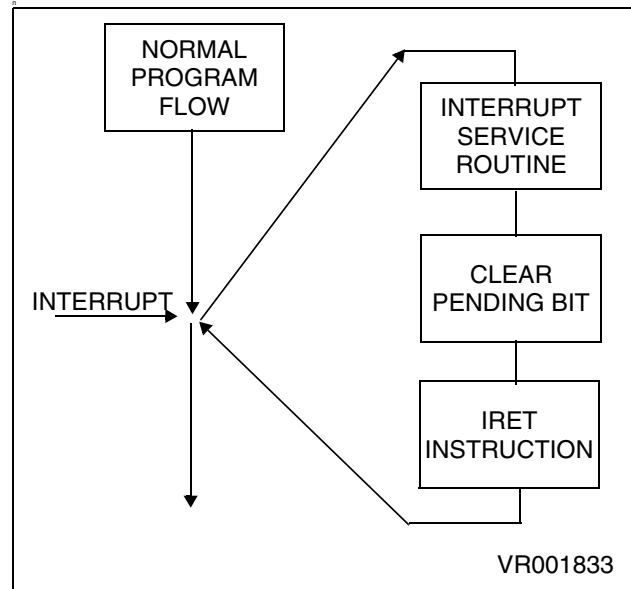 n
NORMAL
PROGRAM
FLOW
INTERRUPT
SERVICE
ROUTINE
INTERRUPT
CLEAR
PENDING BIT
IRET
INSTRUCTION
VR001833